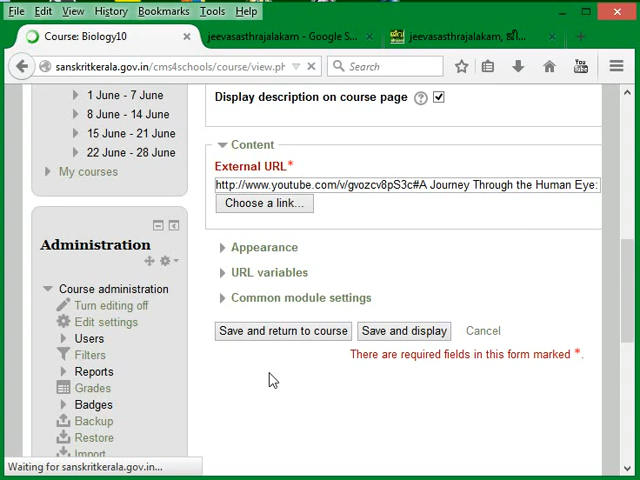 File Edit View History Bookmarks Tools Help
Course: Biology10
jeevasasthrajalakam - Google S...
jeevasasthrajalakam, ജീ...
sanskritkerala.gov.in/cms4schools/course/view.ph
Search
You Tube
1 June - 7 June
8 June - 14 June
15 June - 21 June
22 June - 28 June
My courses
Administration
Course administration
Turn editing off
Edit settings
Users
Filters
Reports
Grades
Badges
Backup
Restore
Import
Display description on course page
Content
External URL*
http://www.youtube.com/v/gvozcv8pS3c#A Journey Through the Human Eye:
Choose a link...
Appearance
URL variables
Common module settings
Save and return to course
Save and display
Cancel
There are required fields in this form marked *.
Waiting for sanskritkerala.gov.in...